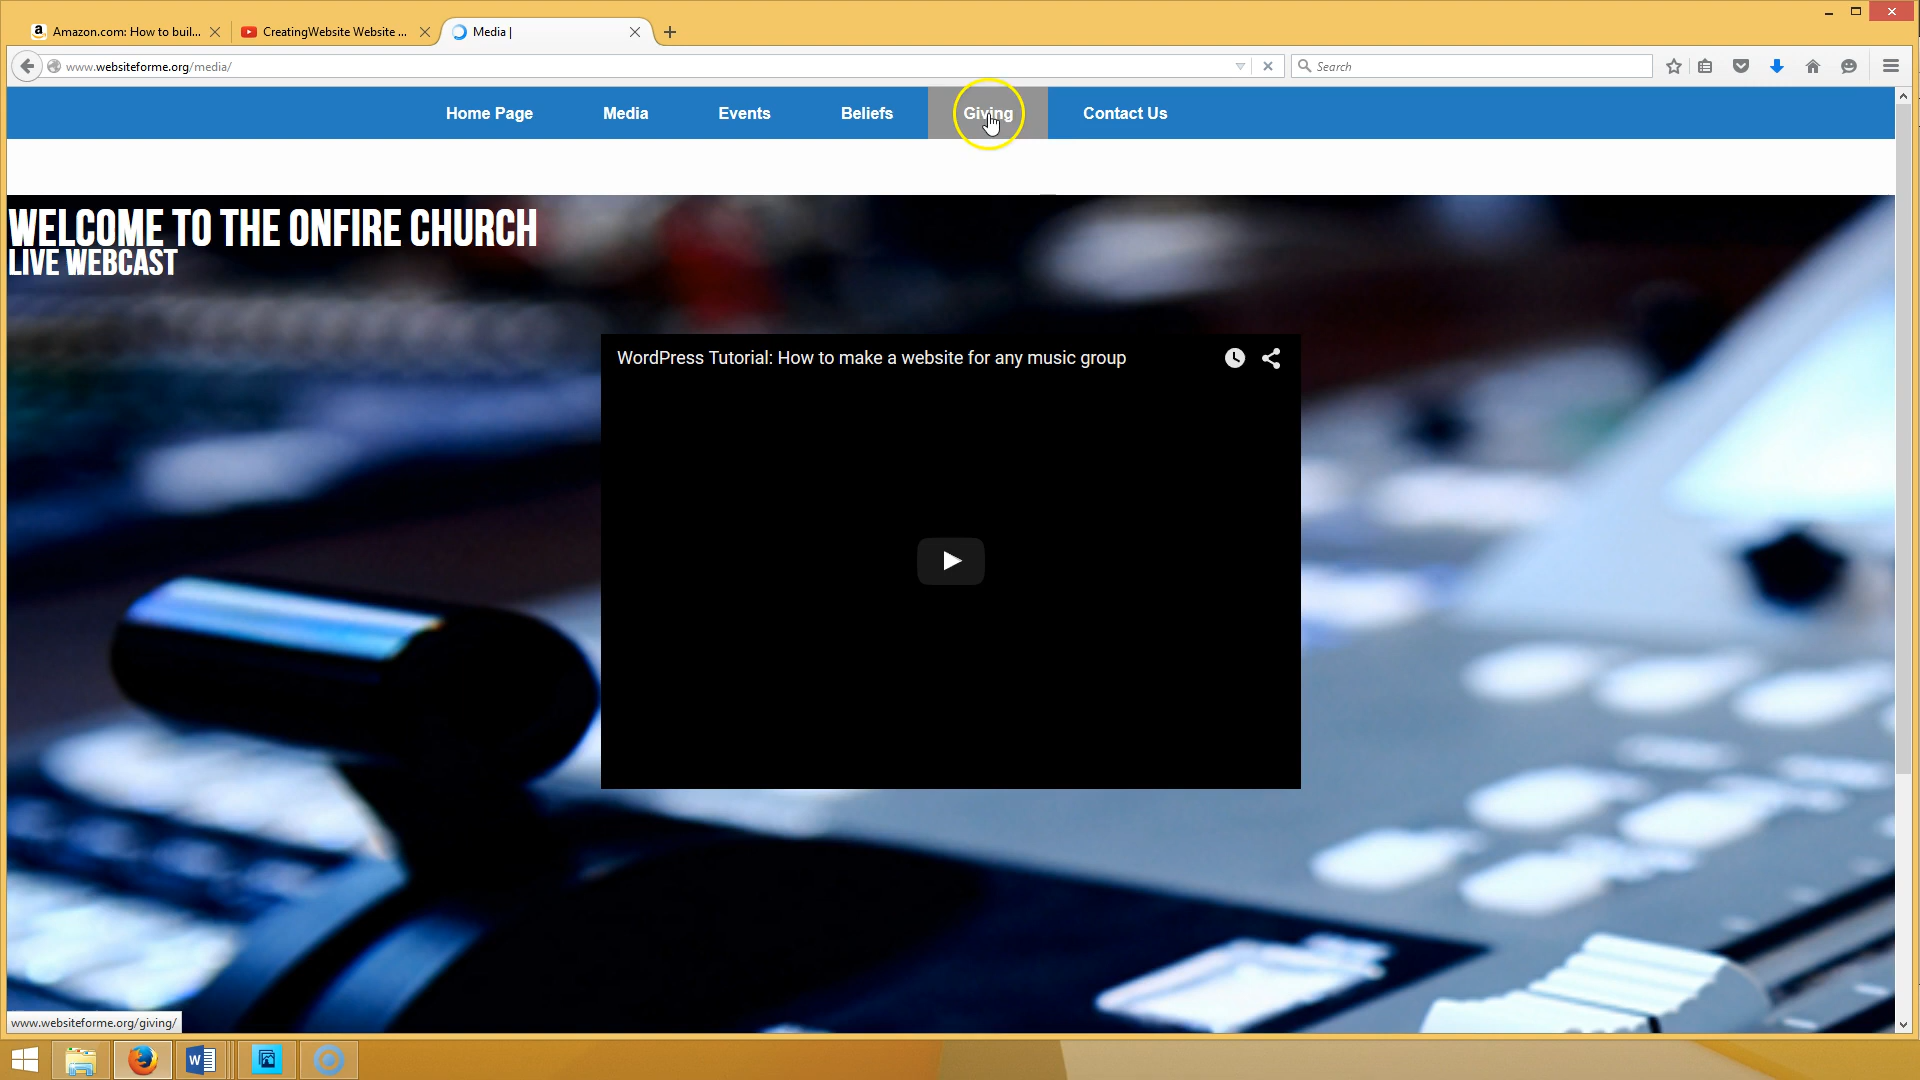 Amazon.com: How to buil...
CreatingWebsite Website ...
Media |
www.websiteforme.org/media/
Search
Home Page
Media
Events
Beliefs
Giving
Contact Us
WELCOME TO THE ONFIRE CHURCH
LIVE WEBCAST
WordPress Tutorial: How to make a website for any music group
www.websiteforme.org/giving/